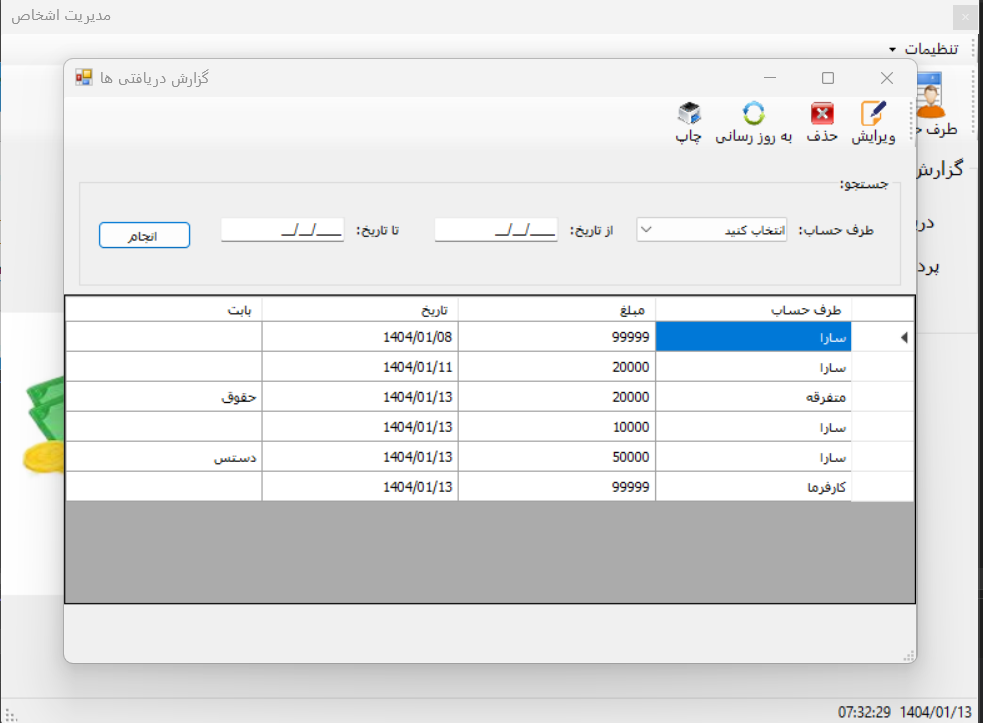 مدیریت اشخاص
تنظیمات
گزارش دریافتی ها
ویرایش حذف به روز رسانی چاپ
طرف
گزارش
جستجو:
طرف حساب: انتخاب کنید از تاریخ: __/__/____ تا تاریخ: __/__/____ انجام
طرف حساب مبلغ تاریخ بابت
سارا 99999 1404/01/08
سارا 20000 1404/01/11
متفرقه 20000 1404/01/13 حقوق
سارا 10000 1404/01/13
سارا 50000 1404/01/13 دستس
کارفرما 99999 1404/01/13
07:32:29 1404/01/13